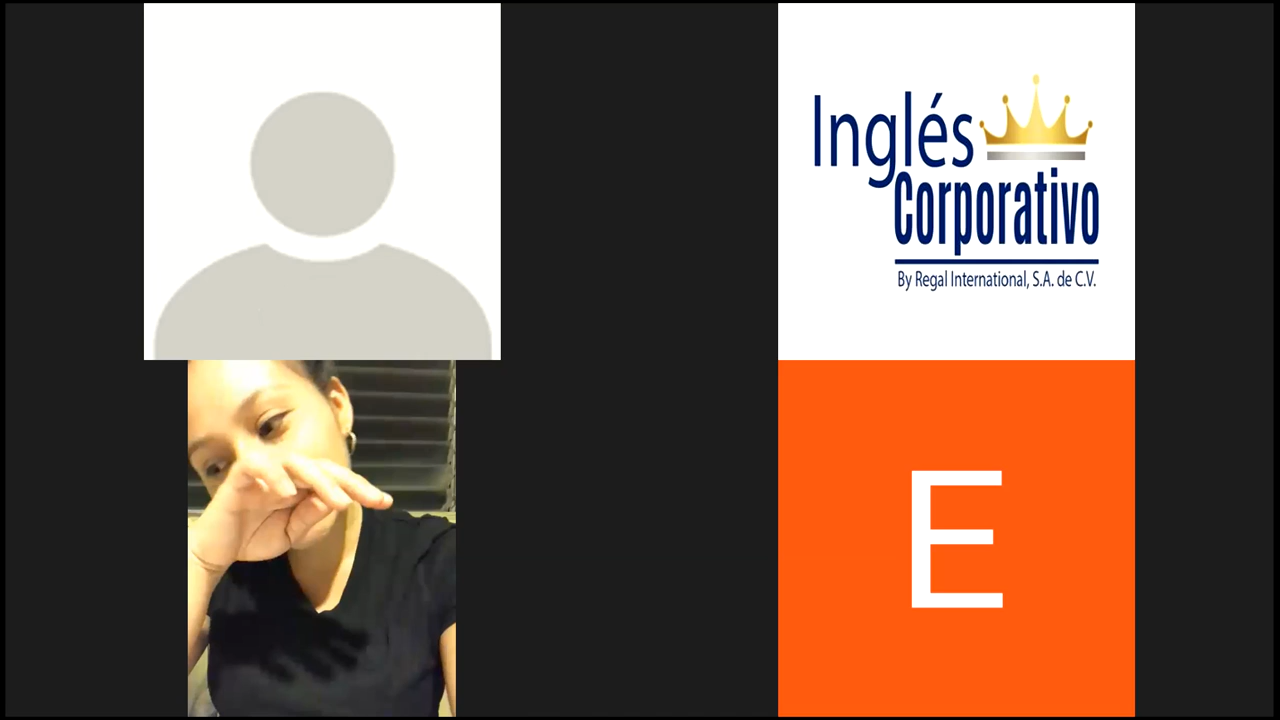 Inglés
Corporativo
By Regal International, S.A. de C.V.
E